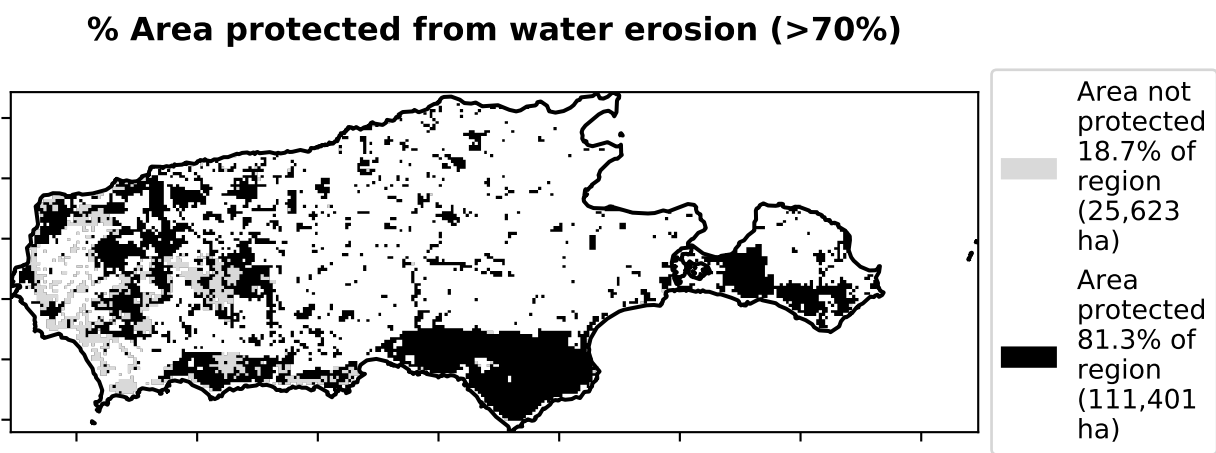 % Area protected from water erosion (>70%)
Area not
protected
18.7% of
region
(25,623
ha)
Area
protected
81.3% of
region
(111,401
ha)